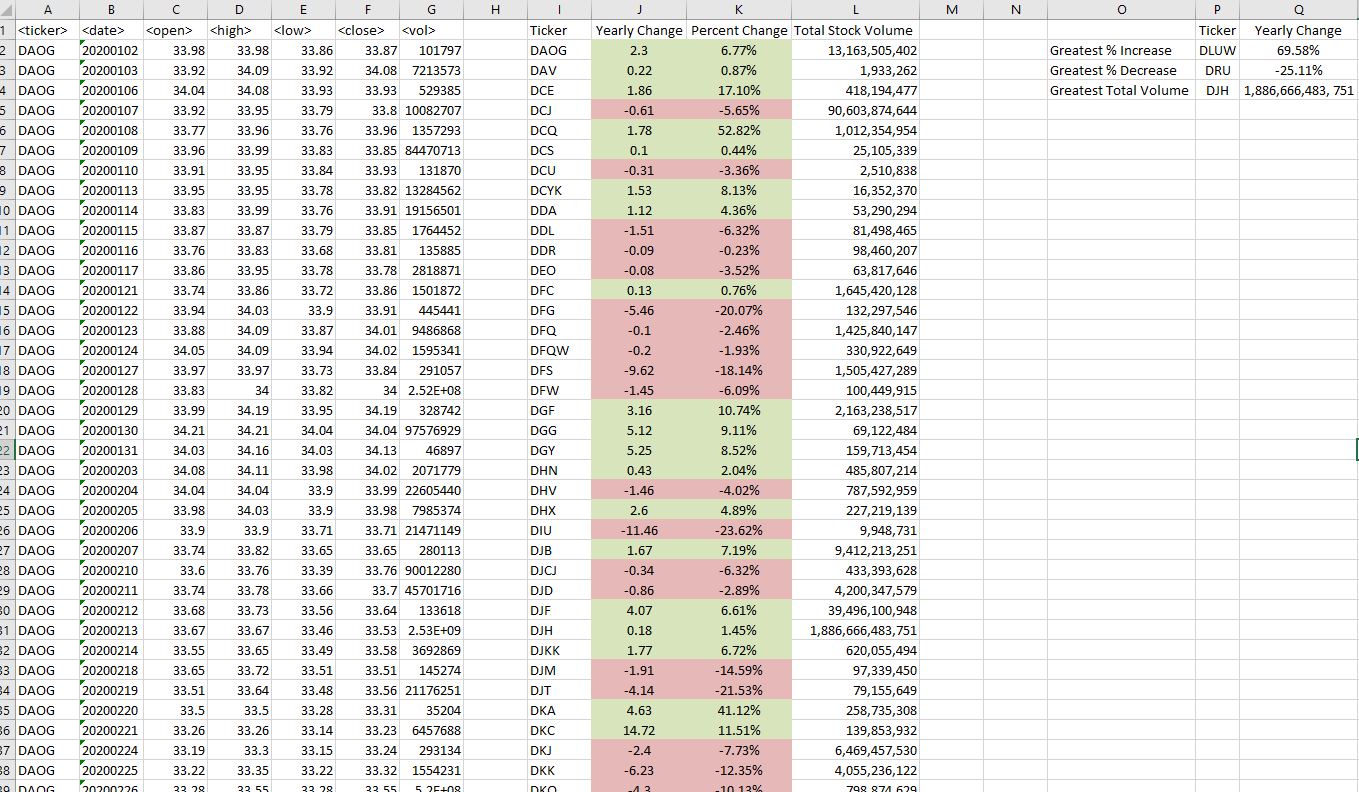 A B C D E F G H I J K L M N O P Q
1 <ticker> <date> <open> <high> <low> <close> <vol> Ticker Yearly Change Percent Change Total Stock Volume Ticker Yearly Change
2 DAOG 20200102 33.98 33.98 33.86 33.87 101797 DAOG 2.3 6.77% 13,163,505,402 Greatest % Increase DLUW 69.58%
3 DAOG 20200103 33.92 34.09 33.92 34.08 7213573 DAV 0.22 0.87% 1,933,262 Greatest % Decrease DRU -25.11%
4 DAOG 20200106 34.04 34.08 33.93 33.93 529385 DCE 1.86 17.10% 418,194,477 Greatest Total Volume DJH 1,886,666,483, 751
5 DAOG 20200107 33.92 33.95 33.79 33.8 10082707 DCJ -0.61 -5.65% 90,603,874,644
6 DAOG 20200108 33.77 33.96 33.76 33.96 1357293 DCQ 1.78 52.82% 1,012,354,954
7 DAOG 20200109 33.96 33.99 33.83 33.85 84470713 DCS 0.1 0.44% 25,105,339
8 DAOG 20200110 33.91 33.95 33.84 33.93 131870 DCU -0.31 -3.36% 2,510,838
9 DAOG 20200113 33.95 33.95 33.78 33.82 13284562 DCYK 1.53 8.13% 16,352,370
10 DAOG 20200114 33.83 33.99 33.76 33.91 19156501 DDA 1.12 4.36% 53,290,294
11 DAOG 20200115 33.87 33.87 33.79 33.85 1764452 DDL -1.51 -6.32% 81,498,465
12 DAOG 20200116 33.76 33.83 33.68 33.81 135885 DDR -0.09 -0.23% 98,460,207
13 DAOG 20200117 33.86 33.95 33.78 33.78 2818871 DEO -0.08 -3.52% 63,817,646
14 DAOG 20200121 33.74 33.86 33.72 33.86 1501872 DFC 0.13 0.76% 1,645,420,128
15 DAOG 20200122 33.94 34.03 33.9 33.91 445441 DFG -5.46 -20.07% 132,297,546
16 DAOG 20200123 33.88 34.09 33.87 34.01 9486868 DFQ -0.1 -2.46% 1,425,840,147
17 DAOG 20200124 34.05 34.09 33.94 34.02 1595341 DFQW -0.2 -1.93% 330,922,649
18 DAOG 20200127 33.97 33.97 33.73 33.84 291057 DFS -9.62 -18.14% 1,505,427,289
19 DAOG 20200128 33.83 34 33.82 34 2.52E+08 DFW -1.45 -6.09% 100,449,915
20 DAOG 20200129 33.99 34.19 33.95 34.19 328742 DGF 3.16 10.74% 2,163,238,517
21 DAOG 20200130 34.21 34.21 34.04 34.04 97576929 DGG 5.12 9.11% 69,122,484
22 DAOG 20200131 34.03 34.16 34.03 34.13 46897 DGY 5.25 8.52% 159,713,454
23 DAOG 20200203 34.08 34.11 33.98 34.02 2071779 DHN 0.43 2.04% 485,807,214
24 DAOG 20200204 34.04 34.04 33.9 33.99 22605440 DHV -1.46 -4.02% 787,592,959
25 DAOG 20200205 33.98 34.03 33.9 33.98 7985374 DHX 2.6 4.89% 227,219,139
26 DAOG 20200206 33.9 33.9 33.71 33.71 21471149 DIU -11.46 -23.62% 9,948,731
27 DAOG 20200207 33.74 33.82 33.65 33.65 280113 DJB 1.67 7.19% 9,412,213,251
28 DAOG 20200210 33.6 33.76 33.39 33.76 90012280 DJCJ -0.34 -6.32% 433,393,628
29 DAOG 20200211 33.74 33.78 33.66 33.7 45701716 DJD -0.86 -2.89% 4,200,347,579
30 DAOG 20200212 33.68 33.73 33.56 33.64 133618 DJF 4.07 6.61% 39,496,100,948
31 DAOG 20200213 33.67 33.67 33.46 33.53 2.53E+09 DJH 0.18 1.45% 1,886,666,483,751
32 DAOG 20200214 33.55 33.65 33.49 33.58 3692869 DJKK 1.77 6.72% 620,055,494
33 DAOG 20200218 33.65 33.72 33.51 33.51 145274 DJM -1.91 -14.59% 97,339,450
34 DAOG 20200219 33.51 33.64 33.48 33.56 21176251 DJT -4.14 -21.53% 79,155,649
35 DAOG 20200220 33.5 33.5 33.28 33.31 35204 DKA 4.63 41.12% 258,735,308
36 DAOG 20200221 33.26 33.26 33.14 33.23 6457688 DKC 14.72 11.51% 139,853,932
37 DAOG 20200224 33.19 33.3 33.15 33.24 293134 DKJ -2.4 -7.73% 6,469,457,530
38 DAOG 20200225 33.22 33.35 33.22 33.32 1554231 DKK -6.23 -12.35% 4,055,236,122
39 DAOG 20200226 33.28 33.55 33.28 33.55 5.2E+08 -4.3 -10.13% 798,874,629